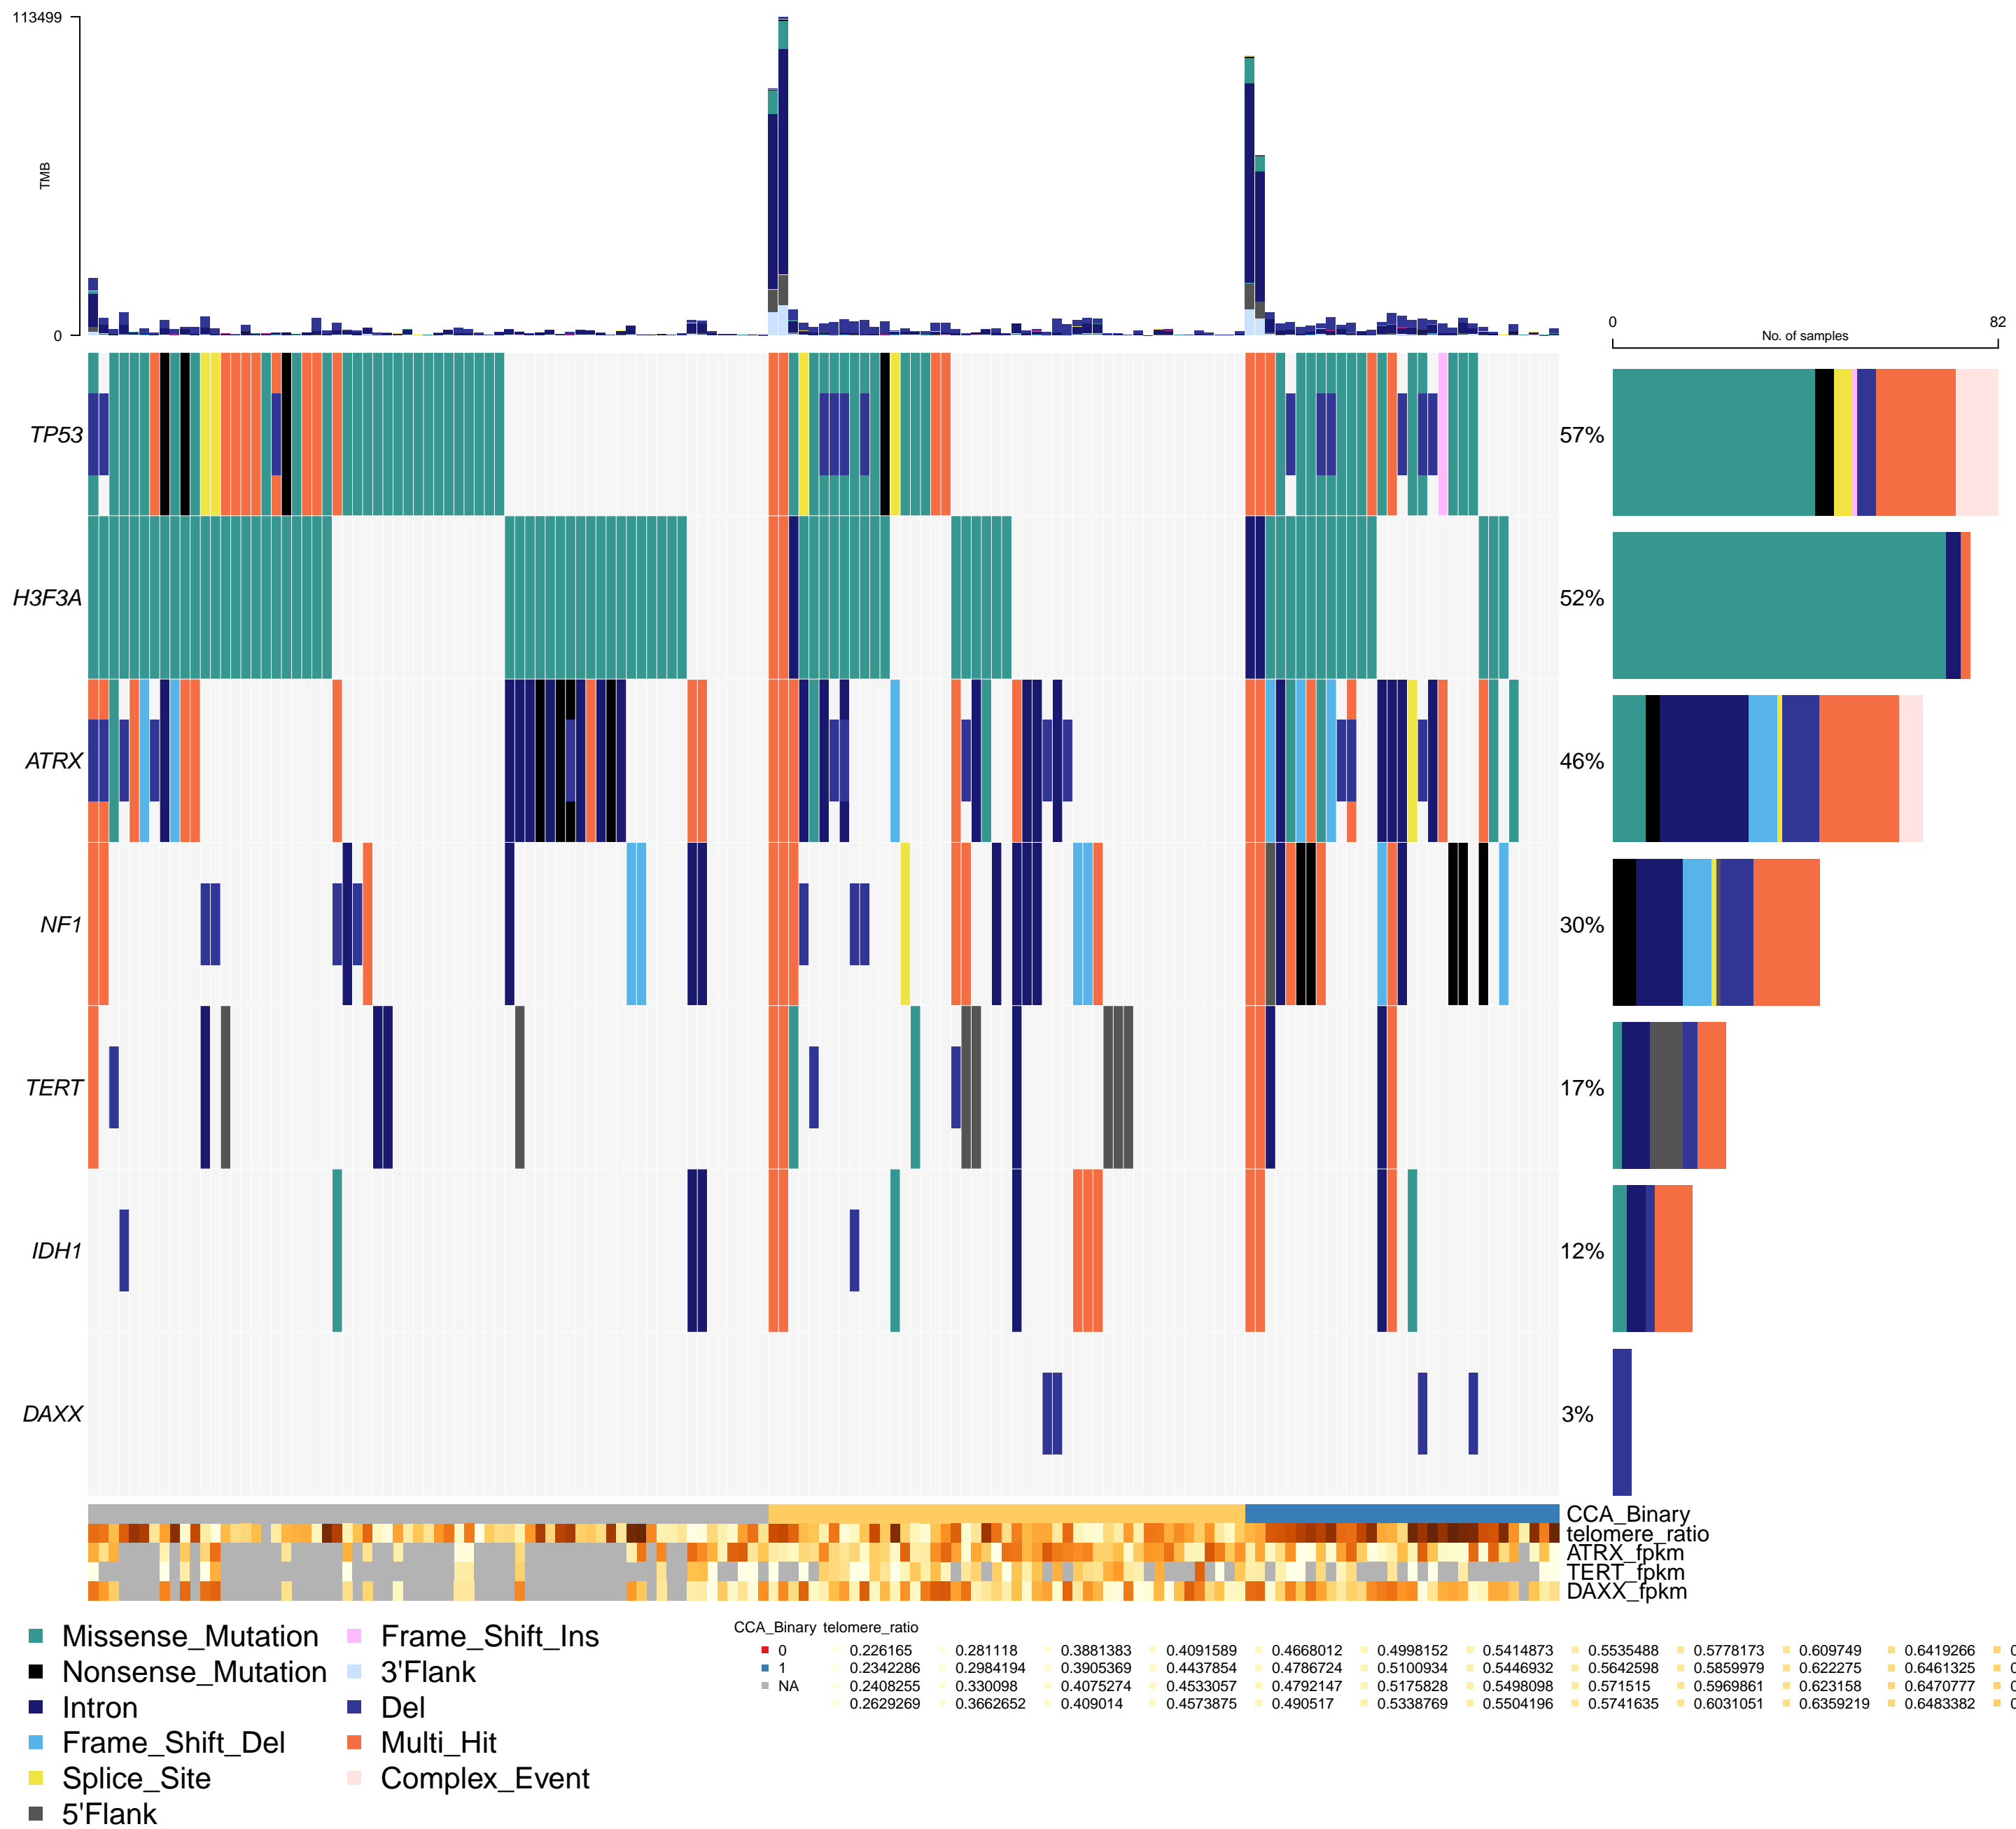 113499
TMB
0
0 82
No. of samples
TP53 57%
H3F3A 52%
ATRX 46%
NF1 30%
TERT 17%
IDH1 12%
DAXX 3%
CCA_Binary
telomere_ratio
ATRX_fpkm
TERT_fpkm
DAXX_fpkm
Missense_Mutation
Nonsense_Mutation
Intron
Frame_Shift_Del
Splice_Site
5'Flank
Frame_Shift_Ins
3'Flank
Del
Multi_Hit
Complex_Event
CCA_Binary telomere_ratio
0 0.226165 0.281118 0.3881383 0.4091589 0.4668012 0.4998152 0.5414873 0.5535488 0.5778173 0.609749 0.6419266
1 0.2342286 0.2984194 0.3905369 0.4437854 0.4786724 0.5100934 0.5446932 0.5642598 0.5859979 0.622275 0.6461325
NA 0.2408255 0.330098 0.4075274 0.4533057 0.4792147 0.5175828 0.5498098 0.571515 0.5969861 0.623158 0.6470777
0.2629269 0.3662652 0.409014 0.4573875 0.490517 0.5338769 0.5504196 0.5741635 0.6031051 0.6359219 0.6483382